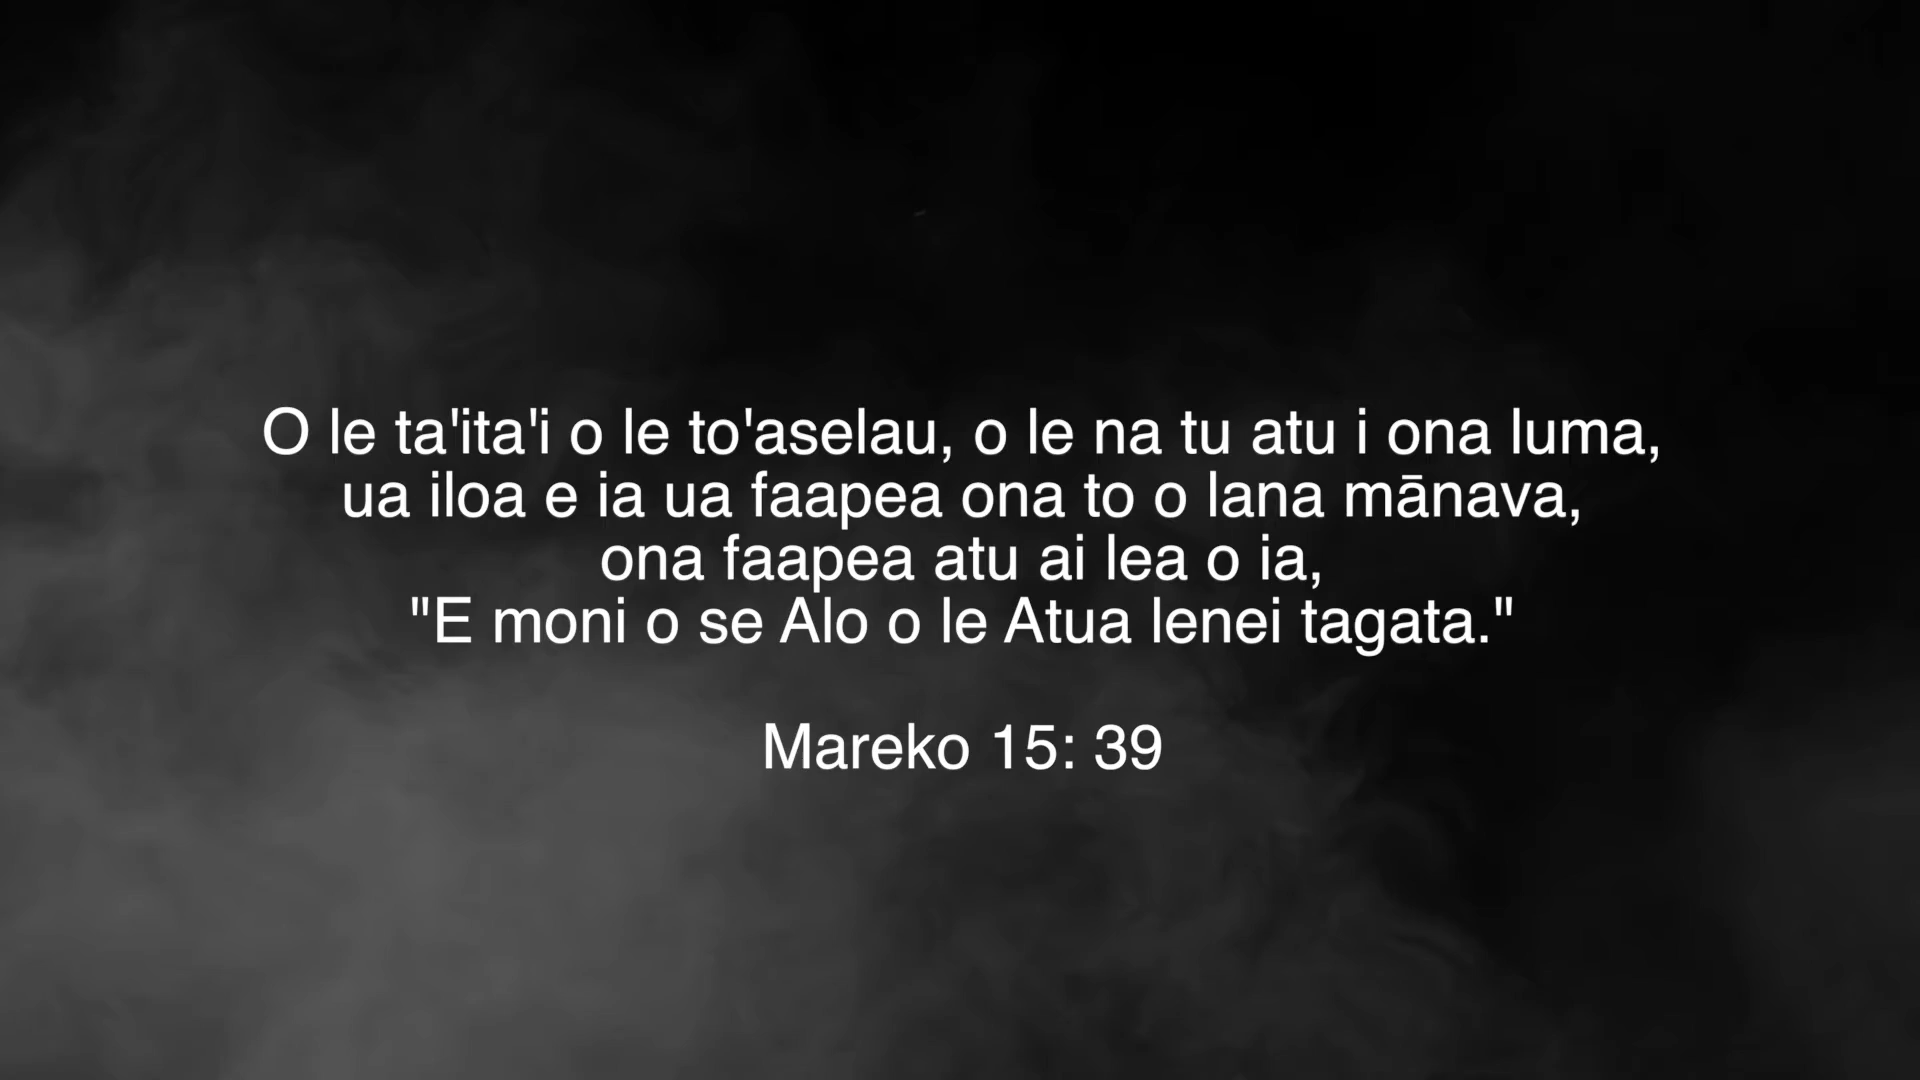 O le ta'ita'i o le to'aselau, o le na tu atu i ona luma,
ua iloa e ia ua faapea ona to o lana mānava,
ona faapea atu ai lea o ia,
"E moni o se Alo o le Atua lenei tagata."
Mareko 15: 39